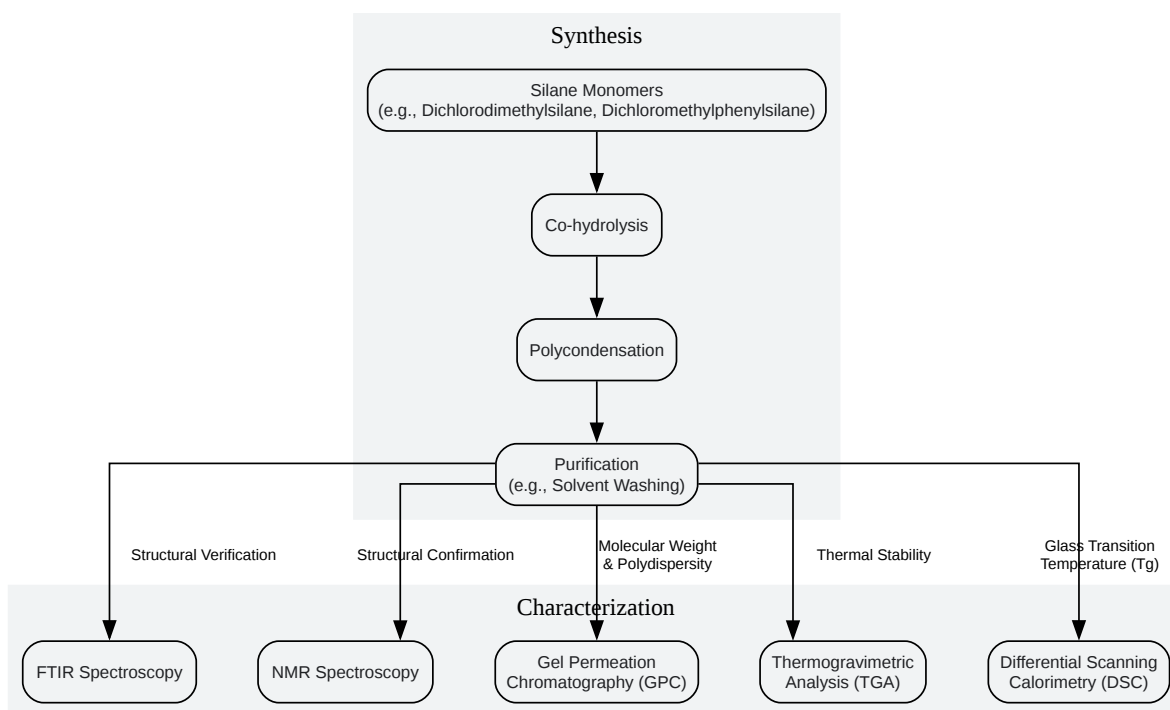 Synthesis
Silane Monomers
(e.g., Dichlorodimethylsilane, Dichloromethylphenylsilane)
Co-hydrolysis
Polycondensation
Purification
(e.g., Solvent Washing)
Structural Verification
Structural Confirmation
Molecular Weight
& Polydispersity
Thermal Stability
Glass Transition
Temperature (Tg)
Characterization
FTIR Spectroscopy
NMR Spectroscopy
Gel Permeation
Chromatography (GPC)
Thermogravimetric
Analysis (TGA)
Differential Scanning
Calorimetry (DSC)